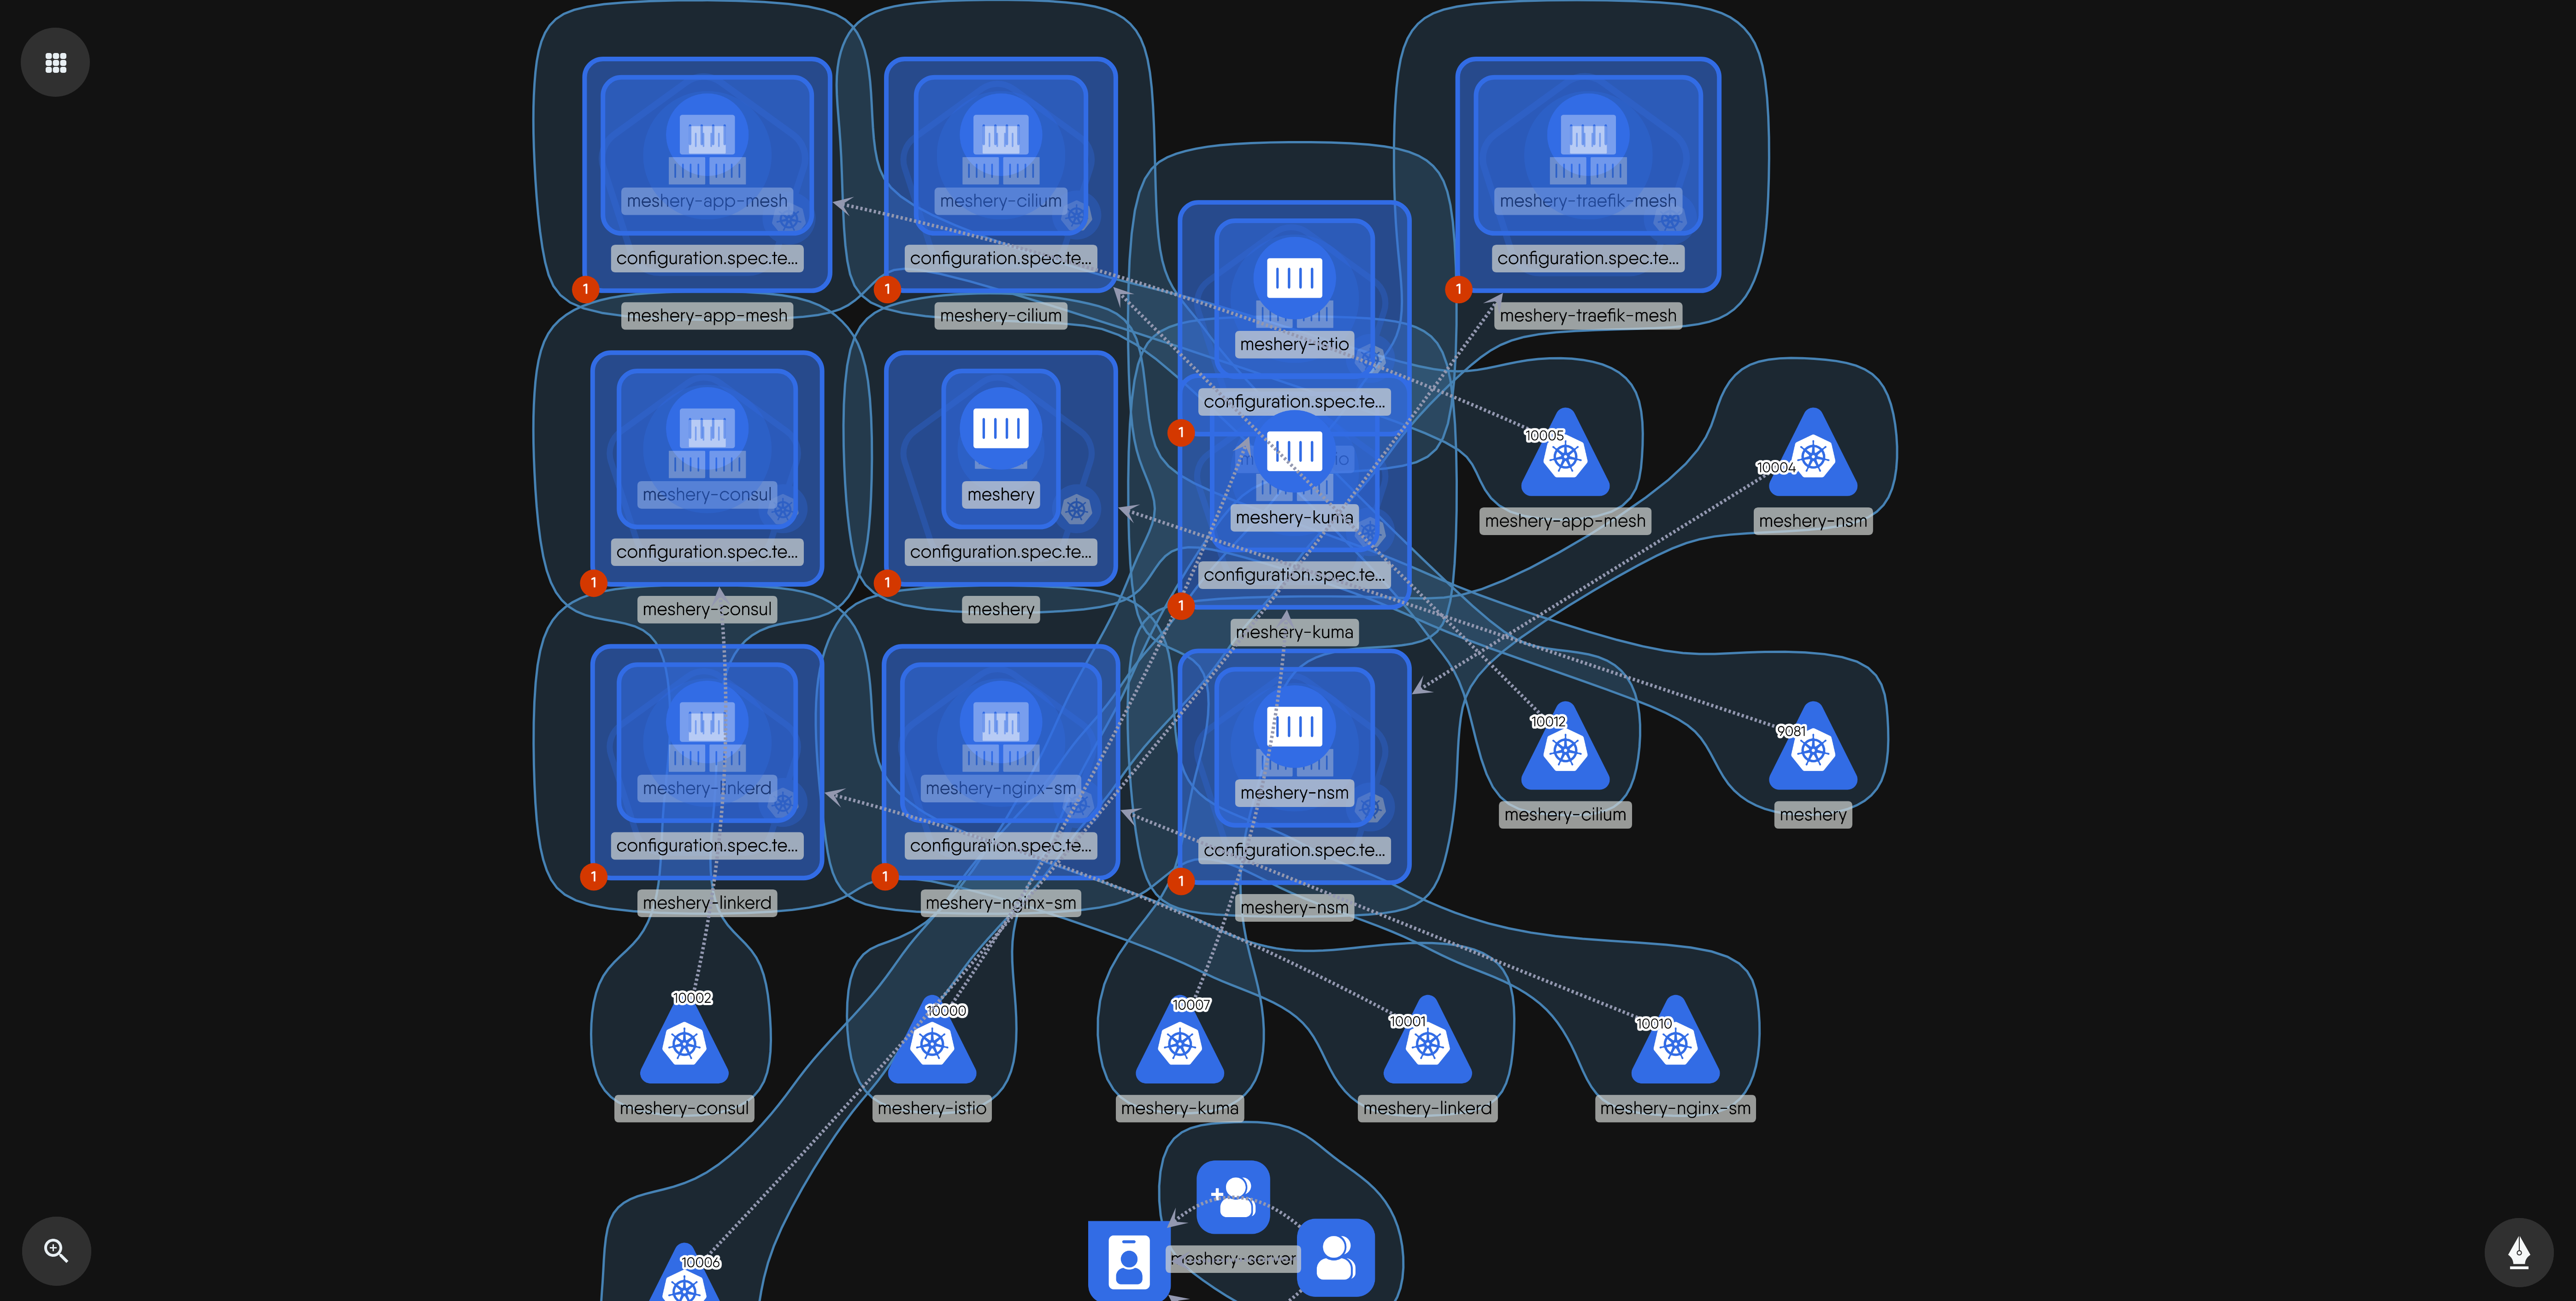 meshery-app-mesh
configuration.spec.te...
1
meshery-app-mesh
meshery-cilium
configuration.spec.te...
1
meshery-cilium
meshery-traefik-mesh
configuration.spec.te...
1
meshery-traefik-mesh
meshery-istio
configuration.spec.te...
1
meshery-consul
configuration.spec.te...
1
meshery-consul
meshery
configuration.spec.te...
1
meshery
meshery-kuma
configuration.spec.te...
1
meshery-kuma
10005
meshery-app-mesh
10004
meshery-nsm
meshery-linkerd
configuration.spec.te...
1
meshery-linkerd
meshery-nginx-sm
configuration.spec.te...
1
meshery-nginx-sm
meshery-nsm
configuration.spec.te...
1
meshery-nsm
10012
meshery-cilium
9081
meshery
10002
meshery-consul
10000
meshery-istio
10007
meshery-kuma
10001
meshery-linkerd
10010
meshery-nginx-sm
10006
meshery-server